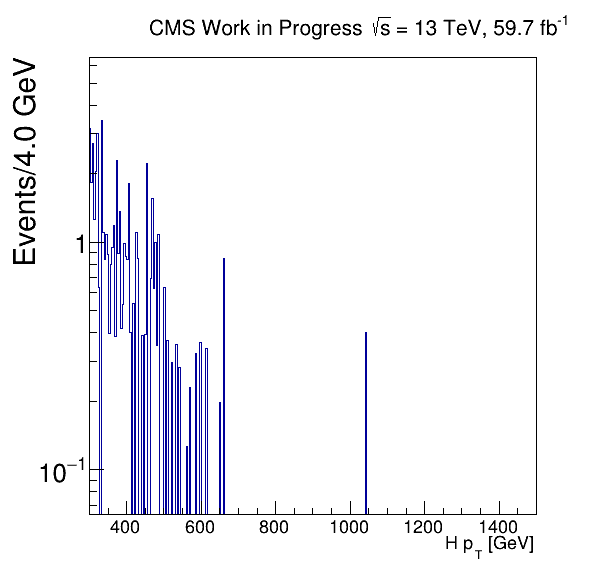 CMS Work in Progress √s = 13 TeV, 59.7 fb⁻¹
Events/4.0 GeV
1
10⁻¹
400 600 800 1000 1200 1400
H p_T [GeV]